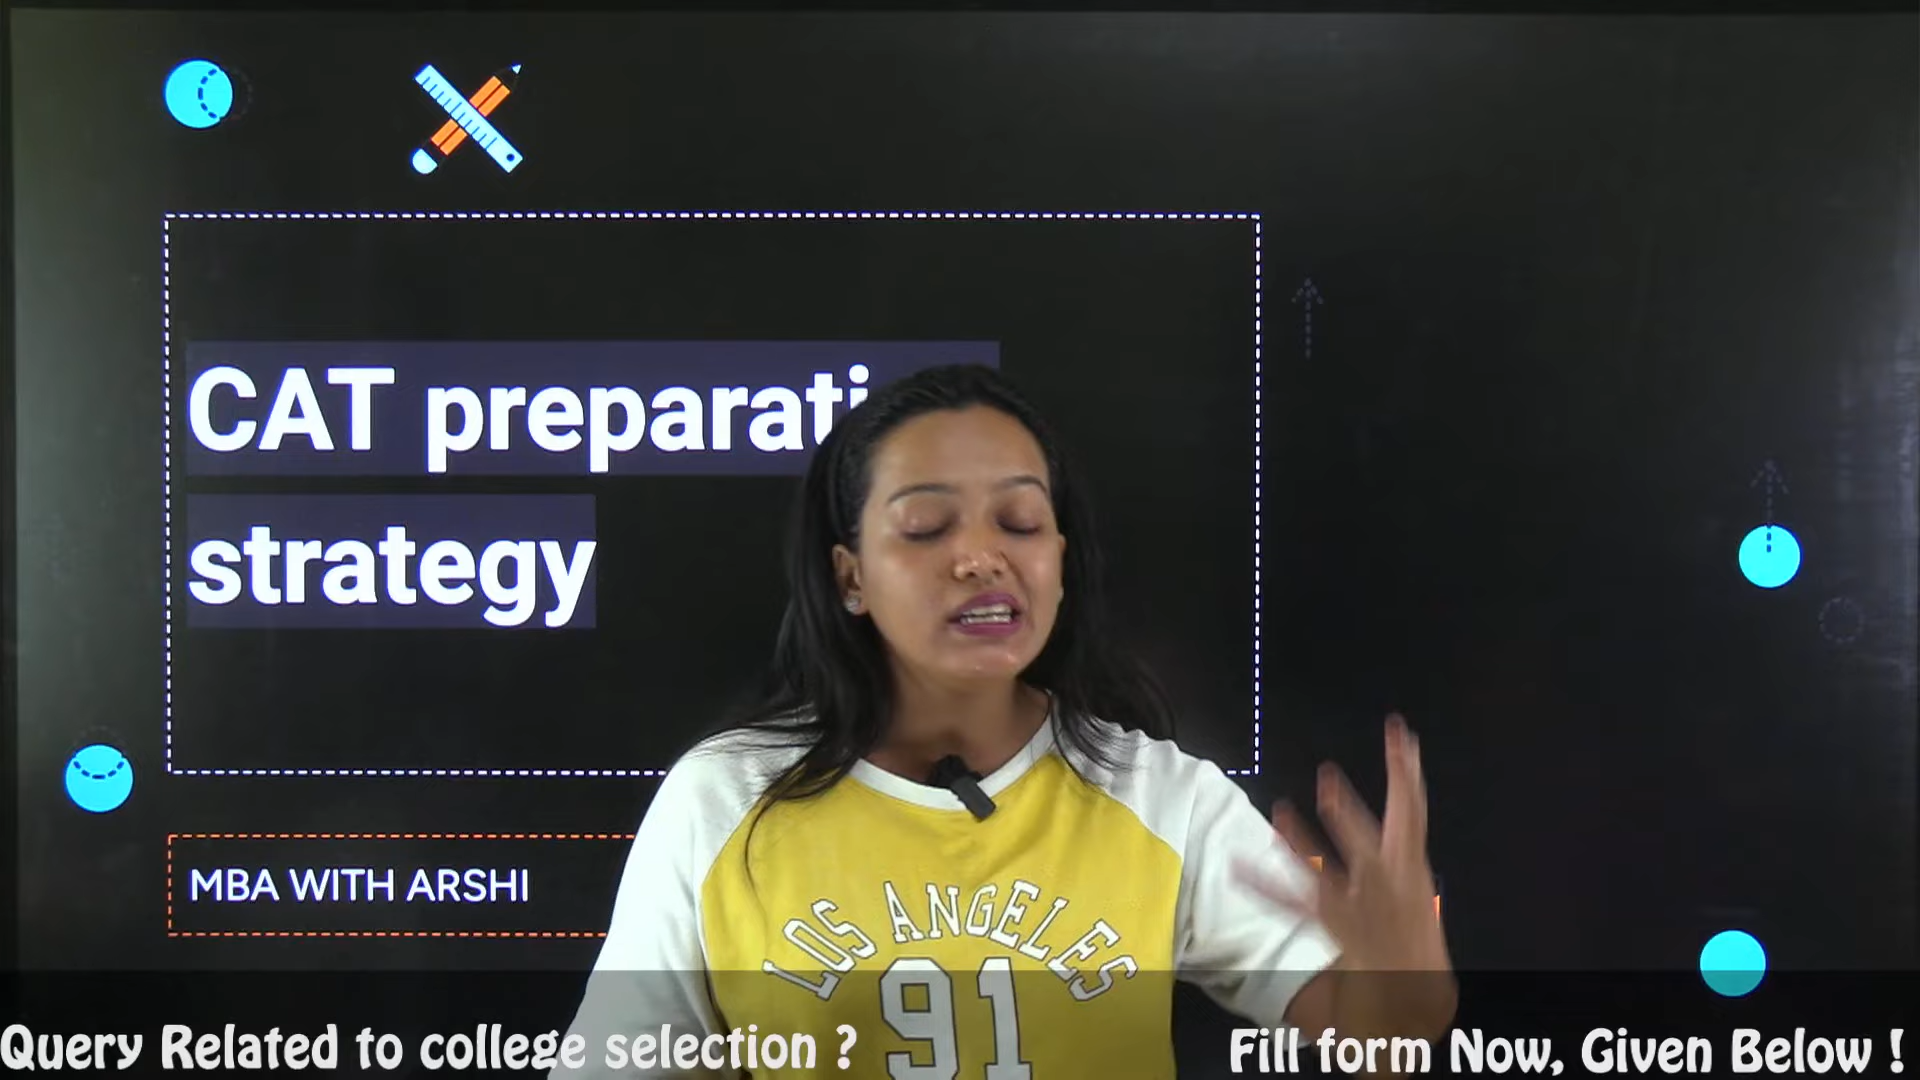 CAT preparati
strategy
MBA WITH ARSHI
LOS ANGELES
91
Query Related to college selection ?
Fill form Now, Given Below !